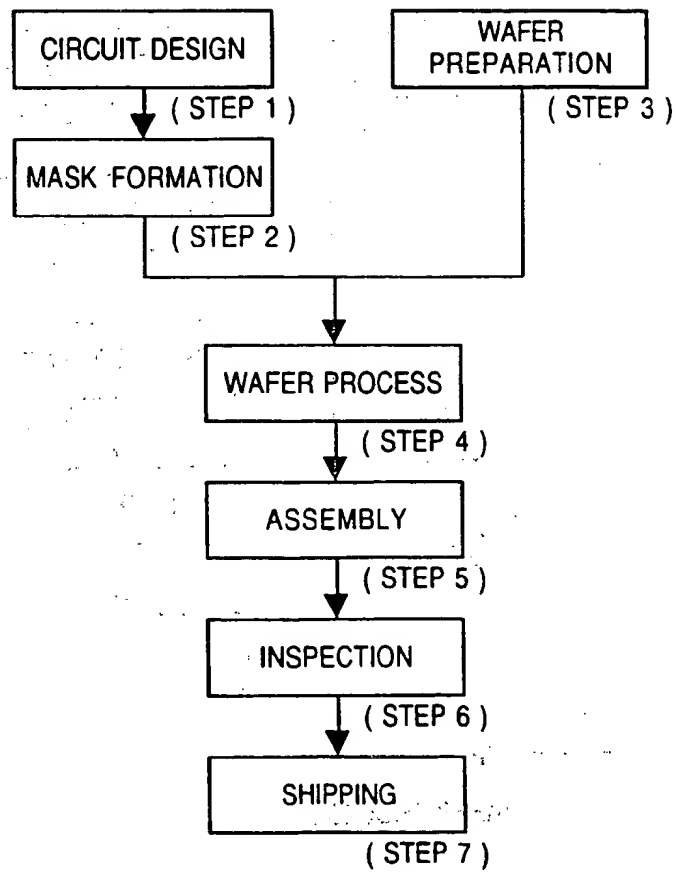 CIRCUIT DESIGN
( STEP 1 )
MASK FORMATION
( STEP 2 )
WAFER
PREPARATION
( STEP 3 )
WAFER PROCESS
( STEP 4 )
ASSEMBLY
( STEP 5 )
INSPECTION
( STEP 6 )
SHIPPING
( STEP 7 )